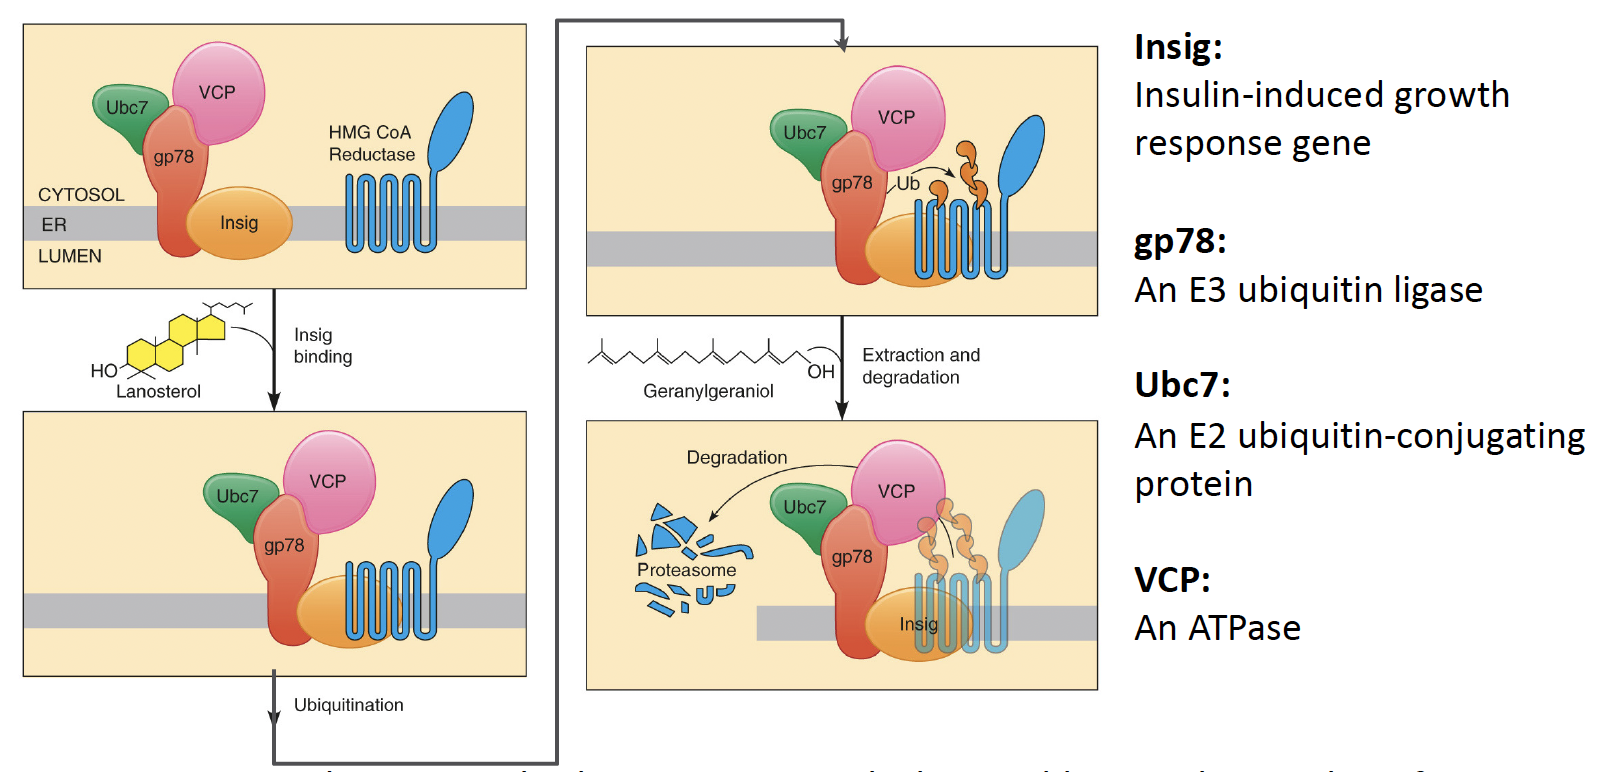 VCP
Ubc7
gp78
HMG CoA
Reductase
CYTOSOL
ER
LUMEN
Insig
HO
Lanosterol
Insig
binding
VCP
Ubc7
gp78
Ubiquitination
VCP
Ubc7
gp78
Ub
OH
Geranylgeraniol
Extraction and
degradation
Degradation
VCP
Ubc7
gp78
Proteasome
Insig
Insig:
Insulin-induced growth
response gene
gp78:
An E3 ubiquitin ligase
Ubc7:
An E2 ubiquitin-conjugating
protein
VCP:
An ATPase